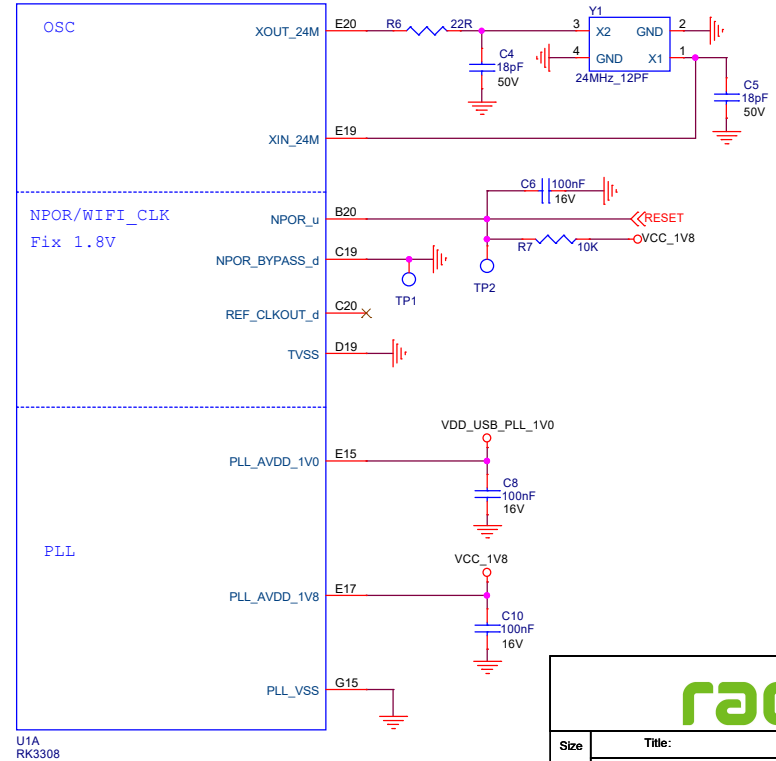 OSC
XOUT_24M
E20
R6
22R
C4
18pF
50V
Y1
3
X2
GND
2
4
GND
X1
1
24MHz_12PF
C5
18pF
50V
XIN_24M
E19
NPOR/WIFI_CLK
Fix 1.8V
NPOR_u
B20
C6
100nF
16V
RESET
R7
10K
VCC_1V8
NPOR_BYPASS_d
C19
TP1
TP2
REF_CLKOUT_d
C20
TVSS
D19
VDD_USB_PLL_1V0
PLL_AVDD_1V0
E15
C8
100nF
16V
PLL
VCC_1V8
PLL_AVDD_1V8
E17
C10
100nF
16V
PLL_VSS
G15
U1A
RK3308
Size
Title: